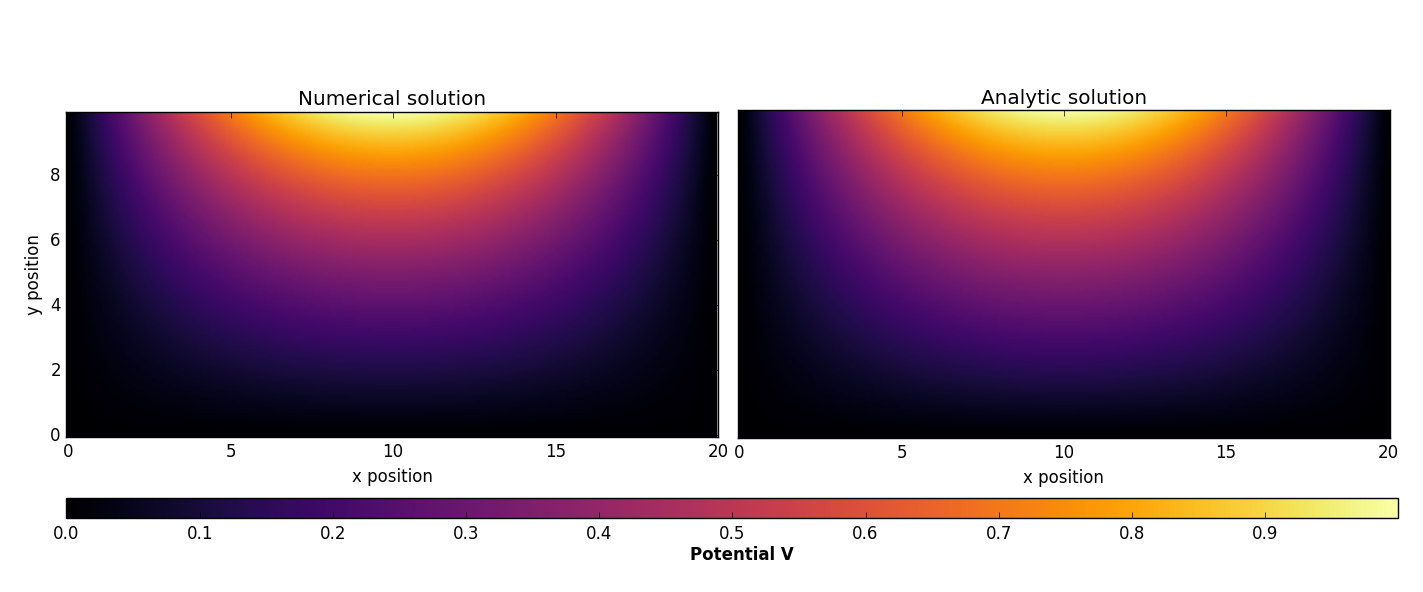 Numerical solution
Analytic solution
8
6
4
2
0
y position
0 5 10 15 20
0 5 10 15 20
x position
x position
0.0 0.1 0.2 0.3 0.4 0.5 0.6 0.7 0.8 0.9
Potential V